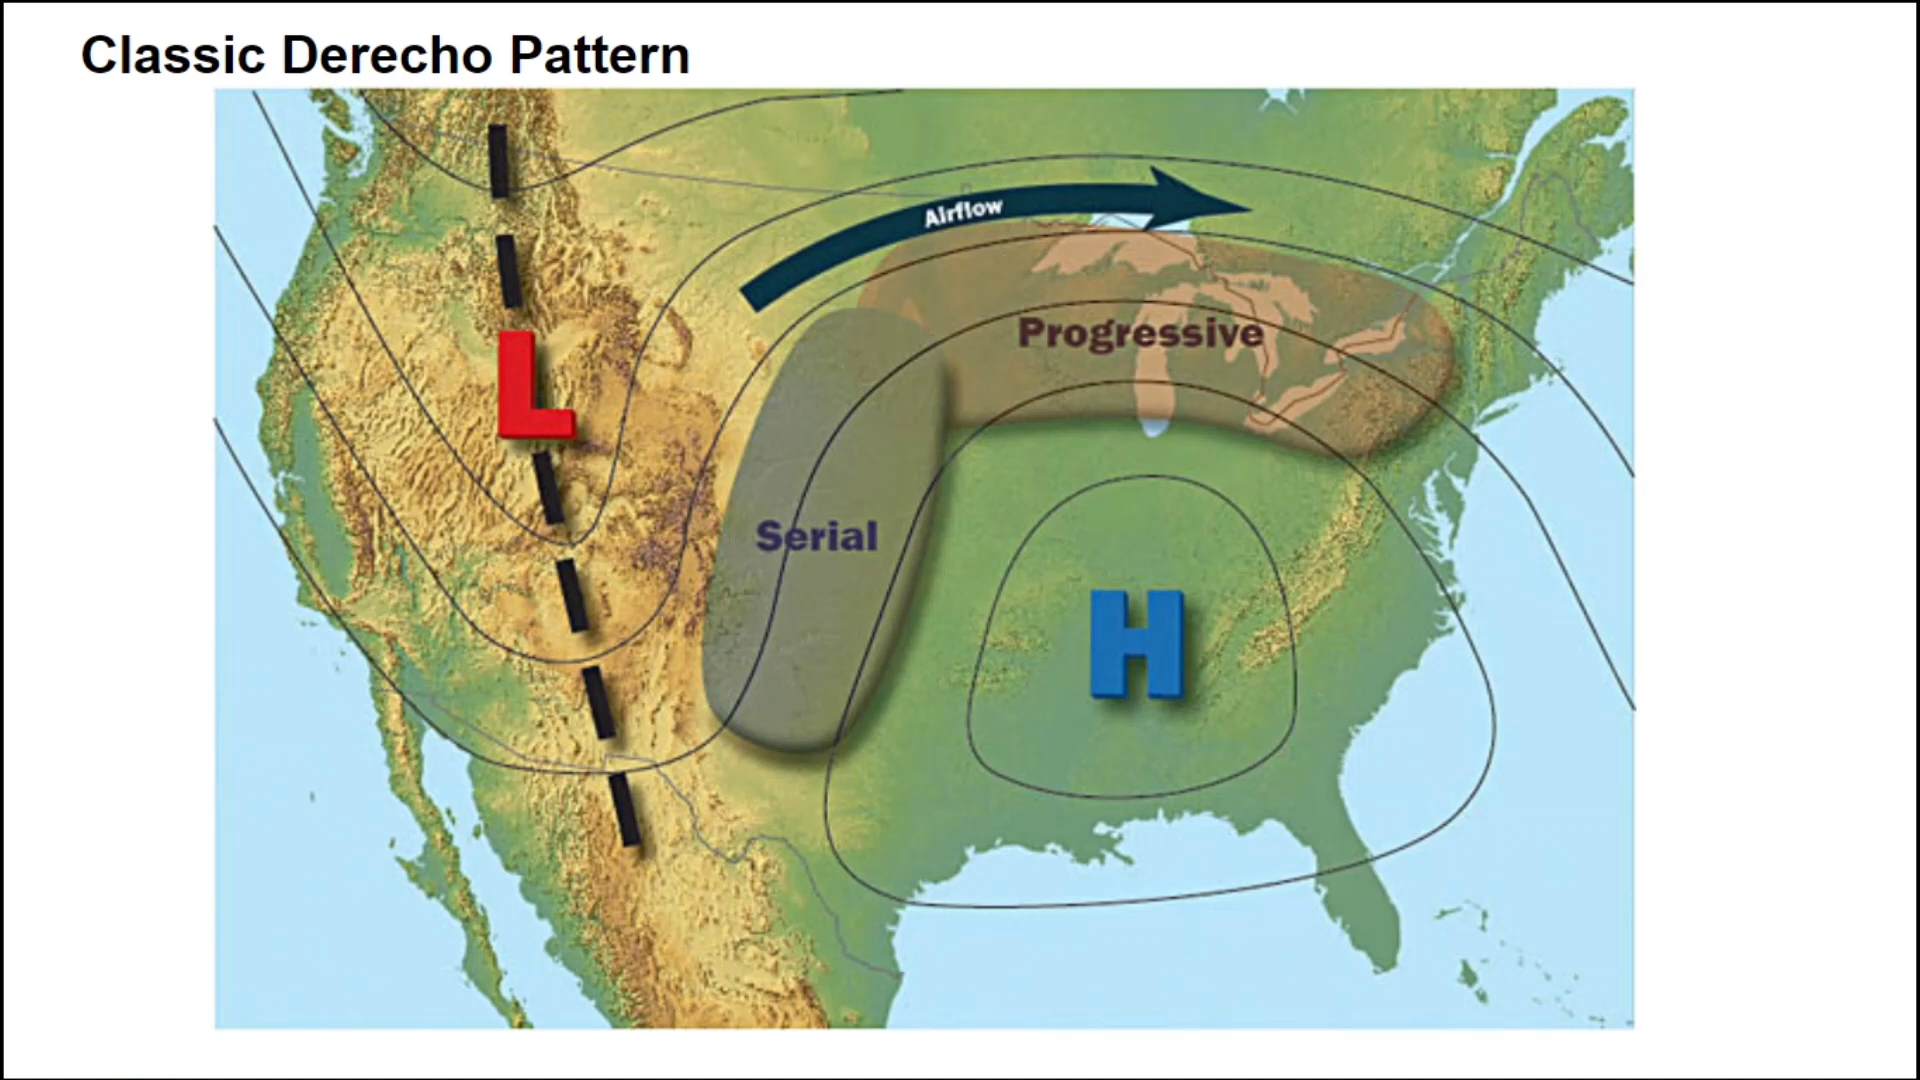 Classic Derecho Pattern
Airflow
Progressive
L
Serial
H